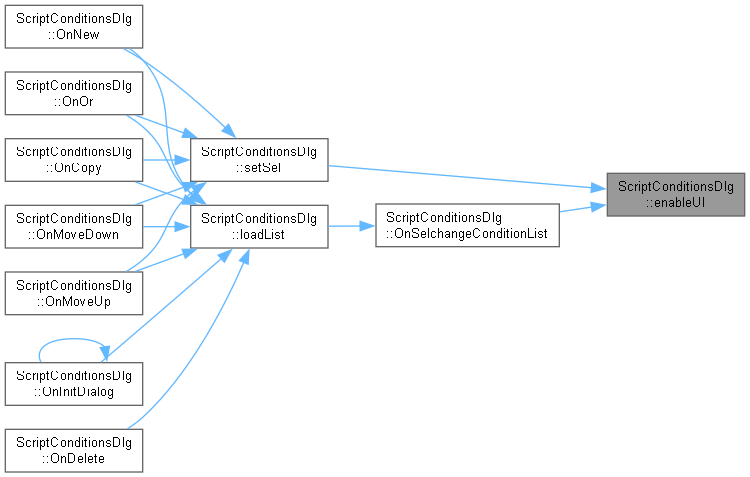 ScriptConditionsDlg
::OnNew
ScriptConditionsDlg
::OnOr
ScriptConditionsDlg
::OnCopy
ScriptConditionsDlg
::OnMoveDown
ScriptConditionsDlg
::OnMoveUp
ScriptConditionsDlg
::OnInitDialog
ScriptConditionsDlg
::OnDelete
ScriptConditionsDlg
::setSel
ScriptConditionsDlg
::loadList
ScriptConditionsDlg
::OnSelchangeConditionList
ScriptConditionsDlg
::enableUI